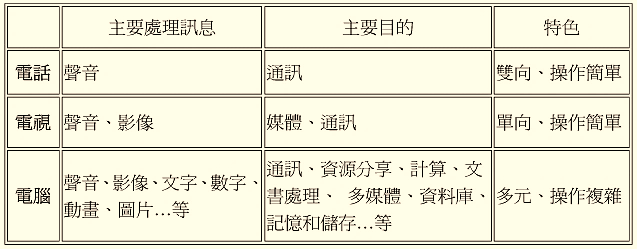 主要處理訊息 主要目的 特色
電話 聲音 通訊 雙向、操作簡單
電視 聲音、影像 媒體、通訊 單向、操作簡單
電腦 聲音、影像、文字、數字、動畫、圖片…等 通訊、資源分享、計算、文書處理、 多媒體、資料庫、記憶和儲存…等 多元、操作複雜